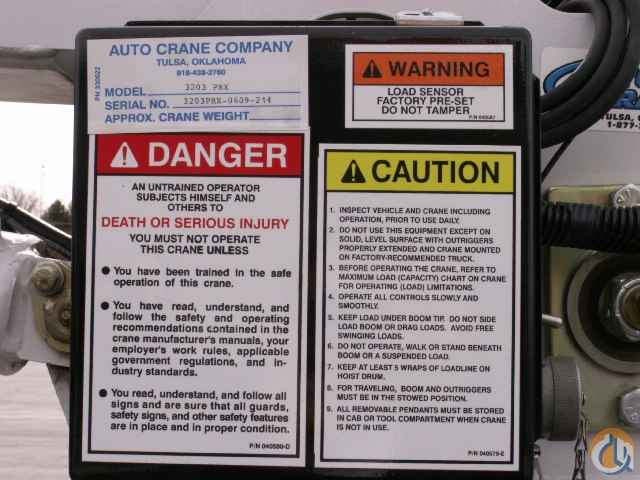 AUTO CRANE COMPANY
TULSA, OKLAHOMA
918-438-2760
PN 330622
MODEL 3203 PRX
SERIAL NO. 3203PRX-0609-244
APPROX. CRANE WEIGHT
WARNING
LOAD SENSOR
FACTORY PRE-SET
DO NOT TAMPER
P/N 040587
DANGER
AN UNTRAINED OPERATOR
SUBJECTS HIMSELF AND
OTHERS TO
DEATH OR SERIOUS INJURY
YOU MUST NOT OPERATE
THIS CRANE UNLESS
● You have been trained in the safe
operation of this crane.
● You have read, understand, and
follow the safety and operating
recommendations contained in the
crane manufacturer's manuals, your
employer's work rules, applicable
government regulations, and in-
dustry standards.
● You read, understand, and follow all
signs and are sure that all guards,
safety signs, and other safety features
are in place and in proper condition.
P/N 040580-D
CAUTION
1. INSPECT VEHICLE AND CRANE INCLUDING
OPERATION, PRIOR TO USE DAILY.
2. DO NOT USE THIS EQUIPMENT EXCEPT ON
SOLID, LEVEL SURFACE WITH OUTRIGGERS
PROPERLY EXTENDED AND CRANE MOUNTED
ON FACTORY-RECOMMENDED TRUCK.
3. BEFORE OPERATING THE CRANE, REFER TO
MAXIMUM LOAD (CAPACITY) CHART ON CRANE
FOR OPERATING (LOAD) LIMITATIONS.
4. OPERATE ALL CONTROLS SLOWLY AND
SMOOTHLY.
5. KEEP LOAD UNDER BOOM TIP. DO NOT SIDE
LOAD BOOM OR DRAG LOADS. AVOID FREE
SWINGING LOADS.
6. DO NOT OPERATE, WALK OR STAND BENEATH
BOOM OR A SUSPENDED LOAD.
7. KEEP AT LEAST 5 WRAPS OF LOADLINE ON
HOIST DRUM.
8. FOR TRAVELING, BOOM AND OUTRIGGERS
MUST BE IN THE STOWED POSITION.
9. ALL REMOVABLE PENDANTS MUST BE STORED
IN CAB OR TOOL COMPARTMENT WHEN CRANE
IS NOT IN USE.
P/N 040579-E
TULSA,
1-877-